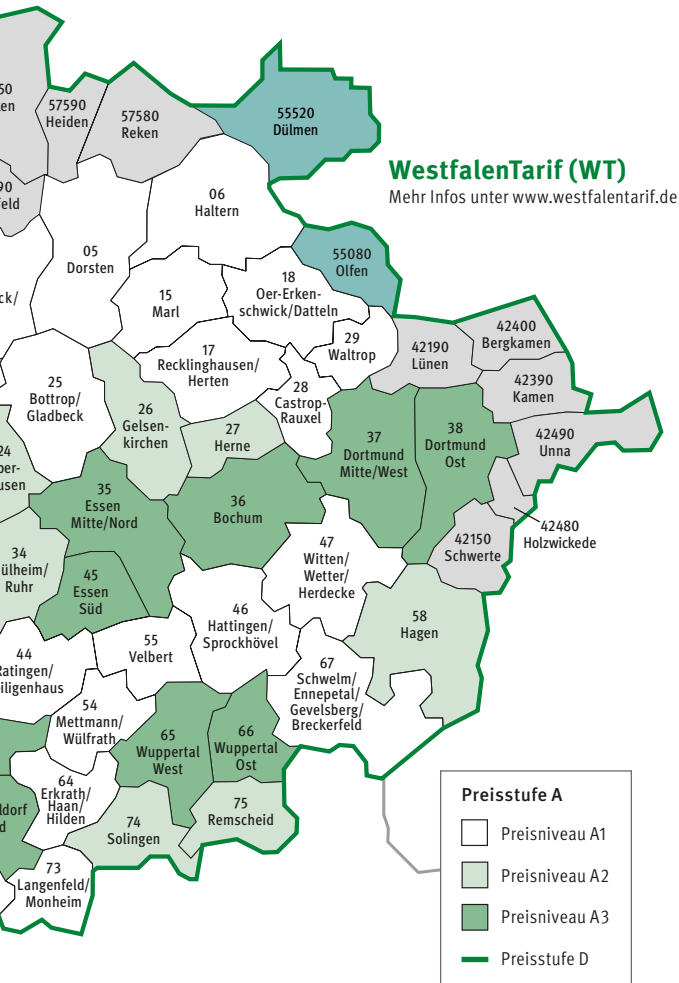 57590
Heiden
57580
Reken
55520
Dülmen
WestfalenTarif (WT)
Mehr Infos unter www.westfalentarif.de
06
Haltern
05
Dorsten
55080
Olfen
15
Marl
18
Oer-Erken-
schwick/Datteln
29
Waltrop
17
Recklinghausen/
Herten
28
Castrop-
Rauxel
42190
Lünen
42400
Bergkamen
42390
Kamen
42490
Unna
25
Bottrop/
Gladbeck
26
Gelsen-
kirchen
27
Herne
37
Dortmund
Mitte/West
38
Dortmund
Ost
35
Essen
Mitte/Nord
36
Bochum
47
Witten/
Wetter/
Herdecke
42150
Schwerte
42480
Holzwickede
34
ülheim/
Ruhr
45
Essen
Süd
46
Hattingen/
Sprockhövel
58
Hagen
44
Ratingen/
eiligenhaus
55
Velbert
67
Schwelm/
Ennepetal/
Gevelsberg/
Breckerfeld
54
Mettmann/
Wülfrath
65
Wuppertal
West
66
Wuppertal
Ost
64
Erkrath/
Haan/
Hilden
74
Solingen
75
Remscheid
73
Langenfeld/
Monheim
Preisstufe A
Preisniveau A1
Preisniveau A2
Preisniveau A3
Preisstufe D